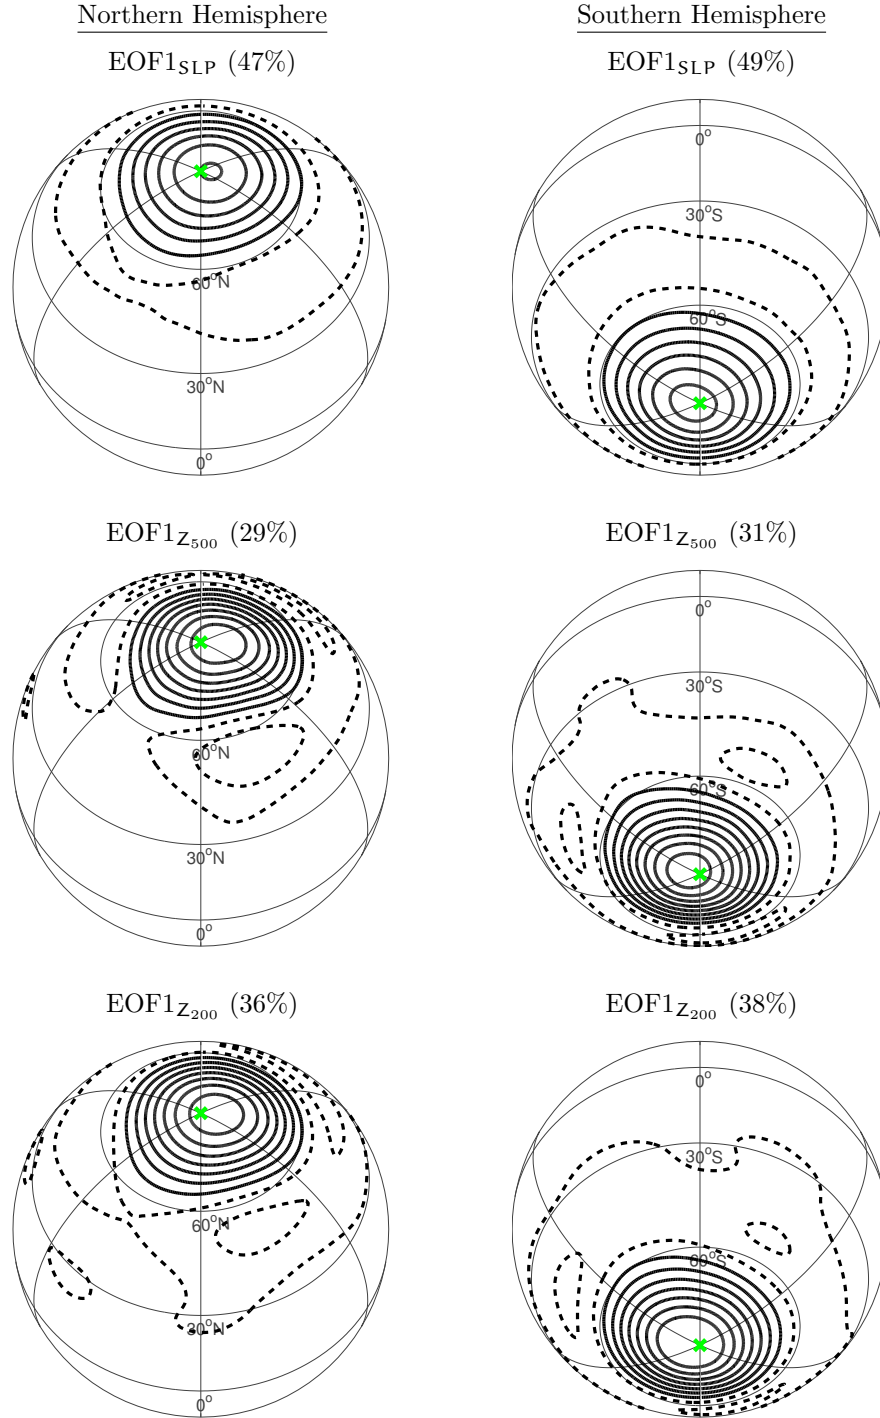 Northern Hemisphere Southern Hemisphere
EOF1SLP (47%) EOF1SLP (49%)
0°
30°S
60°N
60°S
30°N
0°
EOF1Z500 (29%) EOF1Z500 (31%)
0°
30°S
60°N
60°S
30°N
0°
EOF1Z200 (36%) EOF1Z200 (38%)
0°
30°S
60°N
60°S
30°N
0°